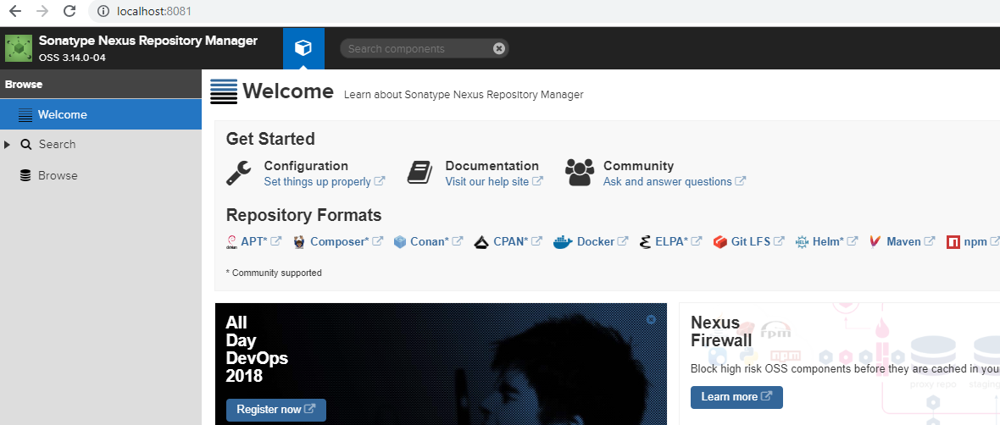 localhost:8081
Sonatype Nexus Repository Manager
OSS 3.14.0-04
Search components
Browse
Welcome
Search
Browse
Welcome Learn about Sonatype Nexus Repository Manager
Get Started
Configuration
Set things up properly
Documentation
Visit our help site
Community
Ask and answer questions
Repository Formats
APT* Composer* Conan* CPAN* Docker ELPA* Git LFS Helm* Maven npm
* Community supported
All
Day
DevOps
2018
Register now
Nexus
Firewall
rpm
npm
Block high risk OSS components before they are cached in you
proxy repo staging
Learn more